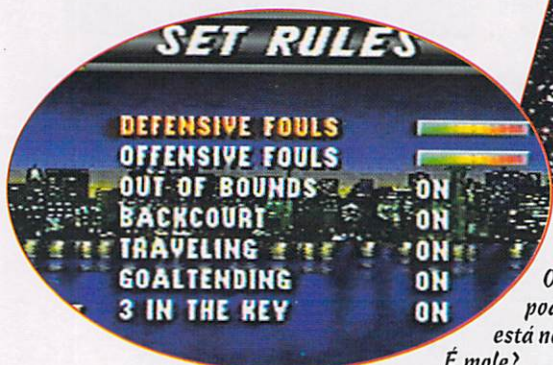 SET RULES
DEFENSIVE FOULS
OFFENSIVE FOULS
OUT OF BOUNDS ON
BACKCOURT ON
TRAVELING ON
GOALTENDING ON
3 IN THE KEY ON
está
É mole?